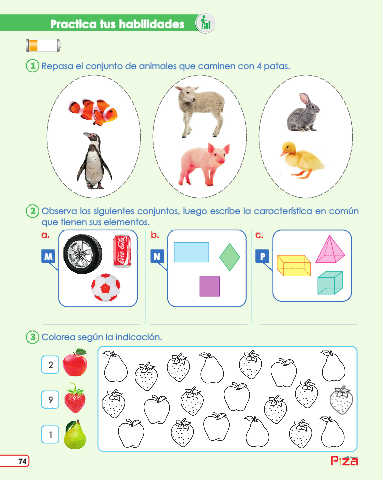 Practica tus habilidades
1 Repasa el conjunto de animales que caminen con 4 patas.
2 Observa los siguientes conjuntos, luego escribe la característica en común
que tienen sus elementos.
a. b. c.
M N P
Coca-Cola
3 Colorea según la indicación.
2
9
1
74
Piza